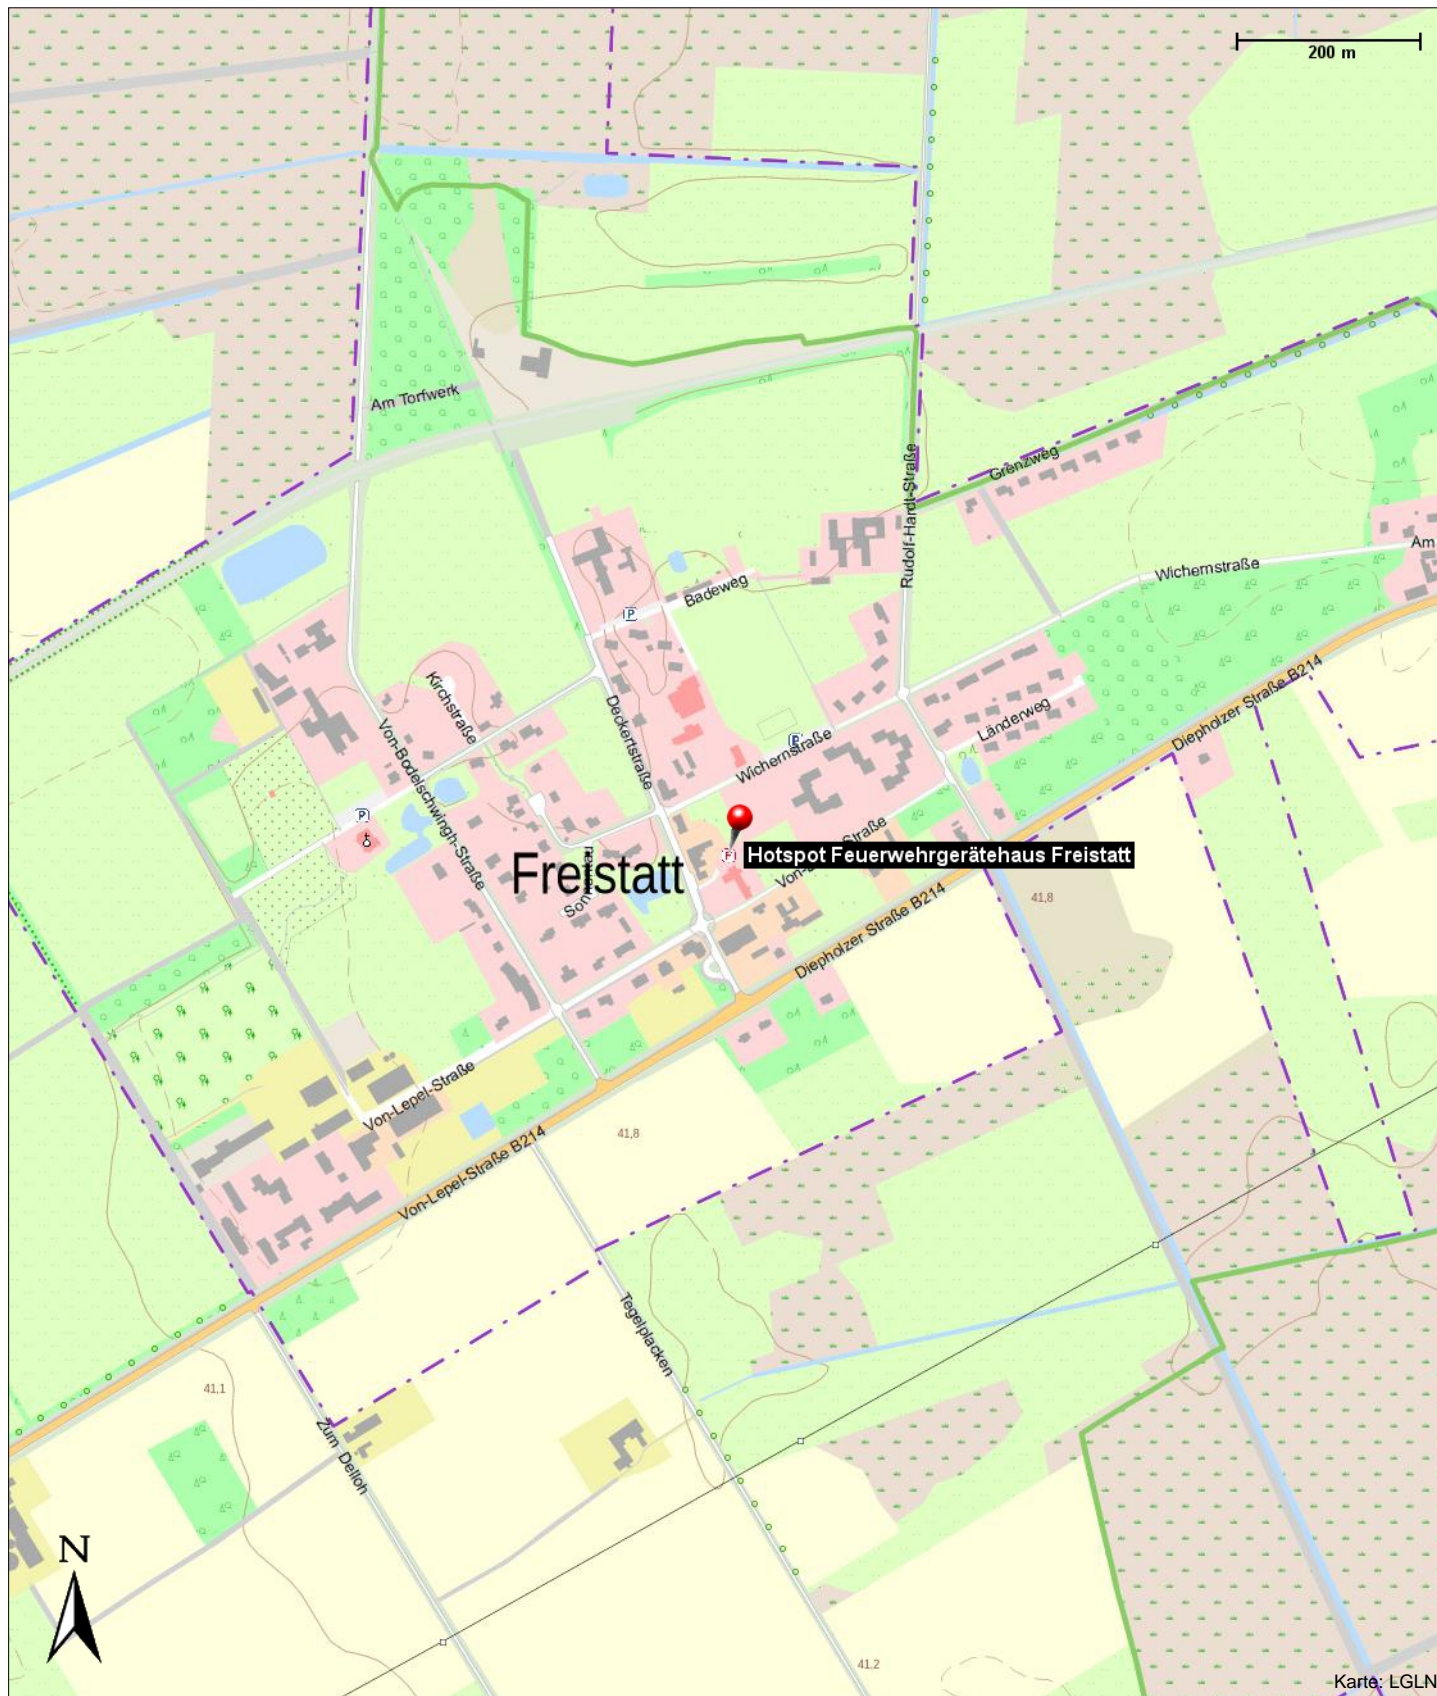 200 m
Am Torfwerk
Grenzweg
Rudolf-Hardt-Straße
Am
Wichernstraße
Badeweg
P
Kirchstraße
Deckertstraße
Länderweg
Diepholzer Straße B214
Von-Bodelschwingh-Straße
P
Wichernstraße
P
Straße
F
Hotspot Feuerwehrgerätehaus Freistatt
Freistatt
41,8
Diepholzer Straße B214
Von-Lepel-Straße
41,8
Von-Lepel-Straße B214
Tegelplacken
41,1
Zum Delloh
N
41,2
Karte: LGLN